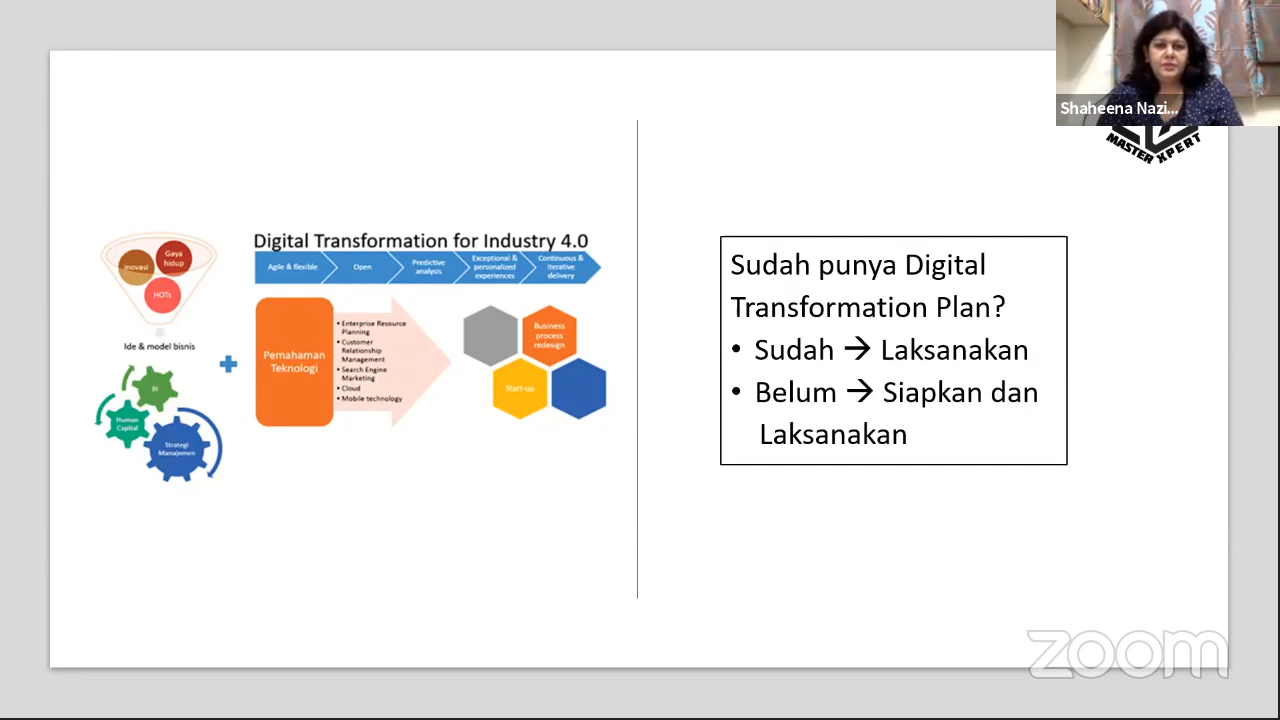 Shaheena Nazi...
MASTER XPERT
Digital Transformation for Industry 4.0
Agile & flexible
Open
Predictive
analysis
Exceptional &
personalized
experiences
Continuous &
iterative
delivery
Gaya
hidup
inovasi
HOTs
Ide & model bisnis
BI
Human
Capital
Strategi
Manajemen
Pemahaman
Teknologi
• Enterprise Resource
Planning
• Customer
Relationship
Management
• Search Engine
Marketing
• Cloud
• Mobile technology
Business
process
redesign
Start-up
Sudah punya Digital
Transformation Plan?
• Sudah → Laksanakan
• Belum → Siapkan dan
Laksanakan
zoom